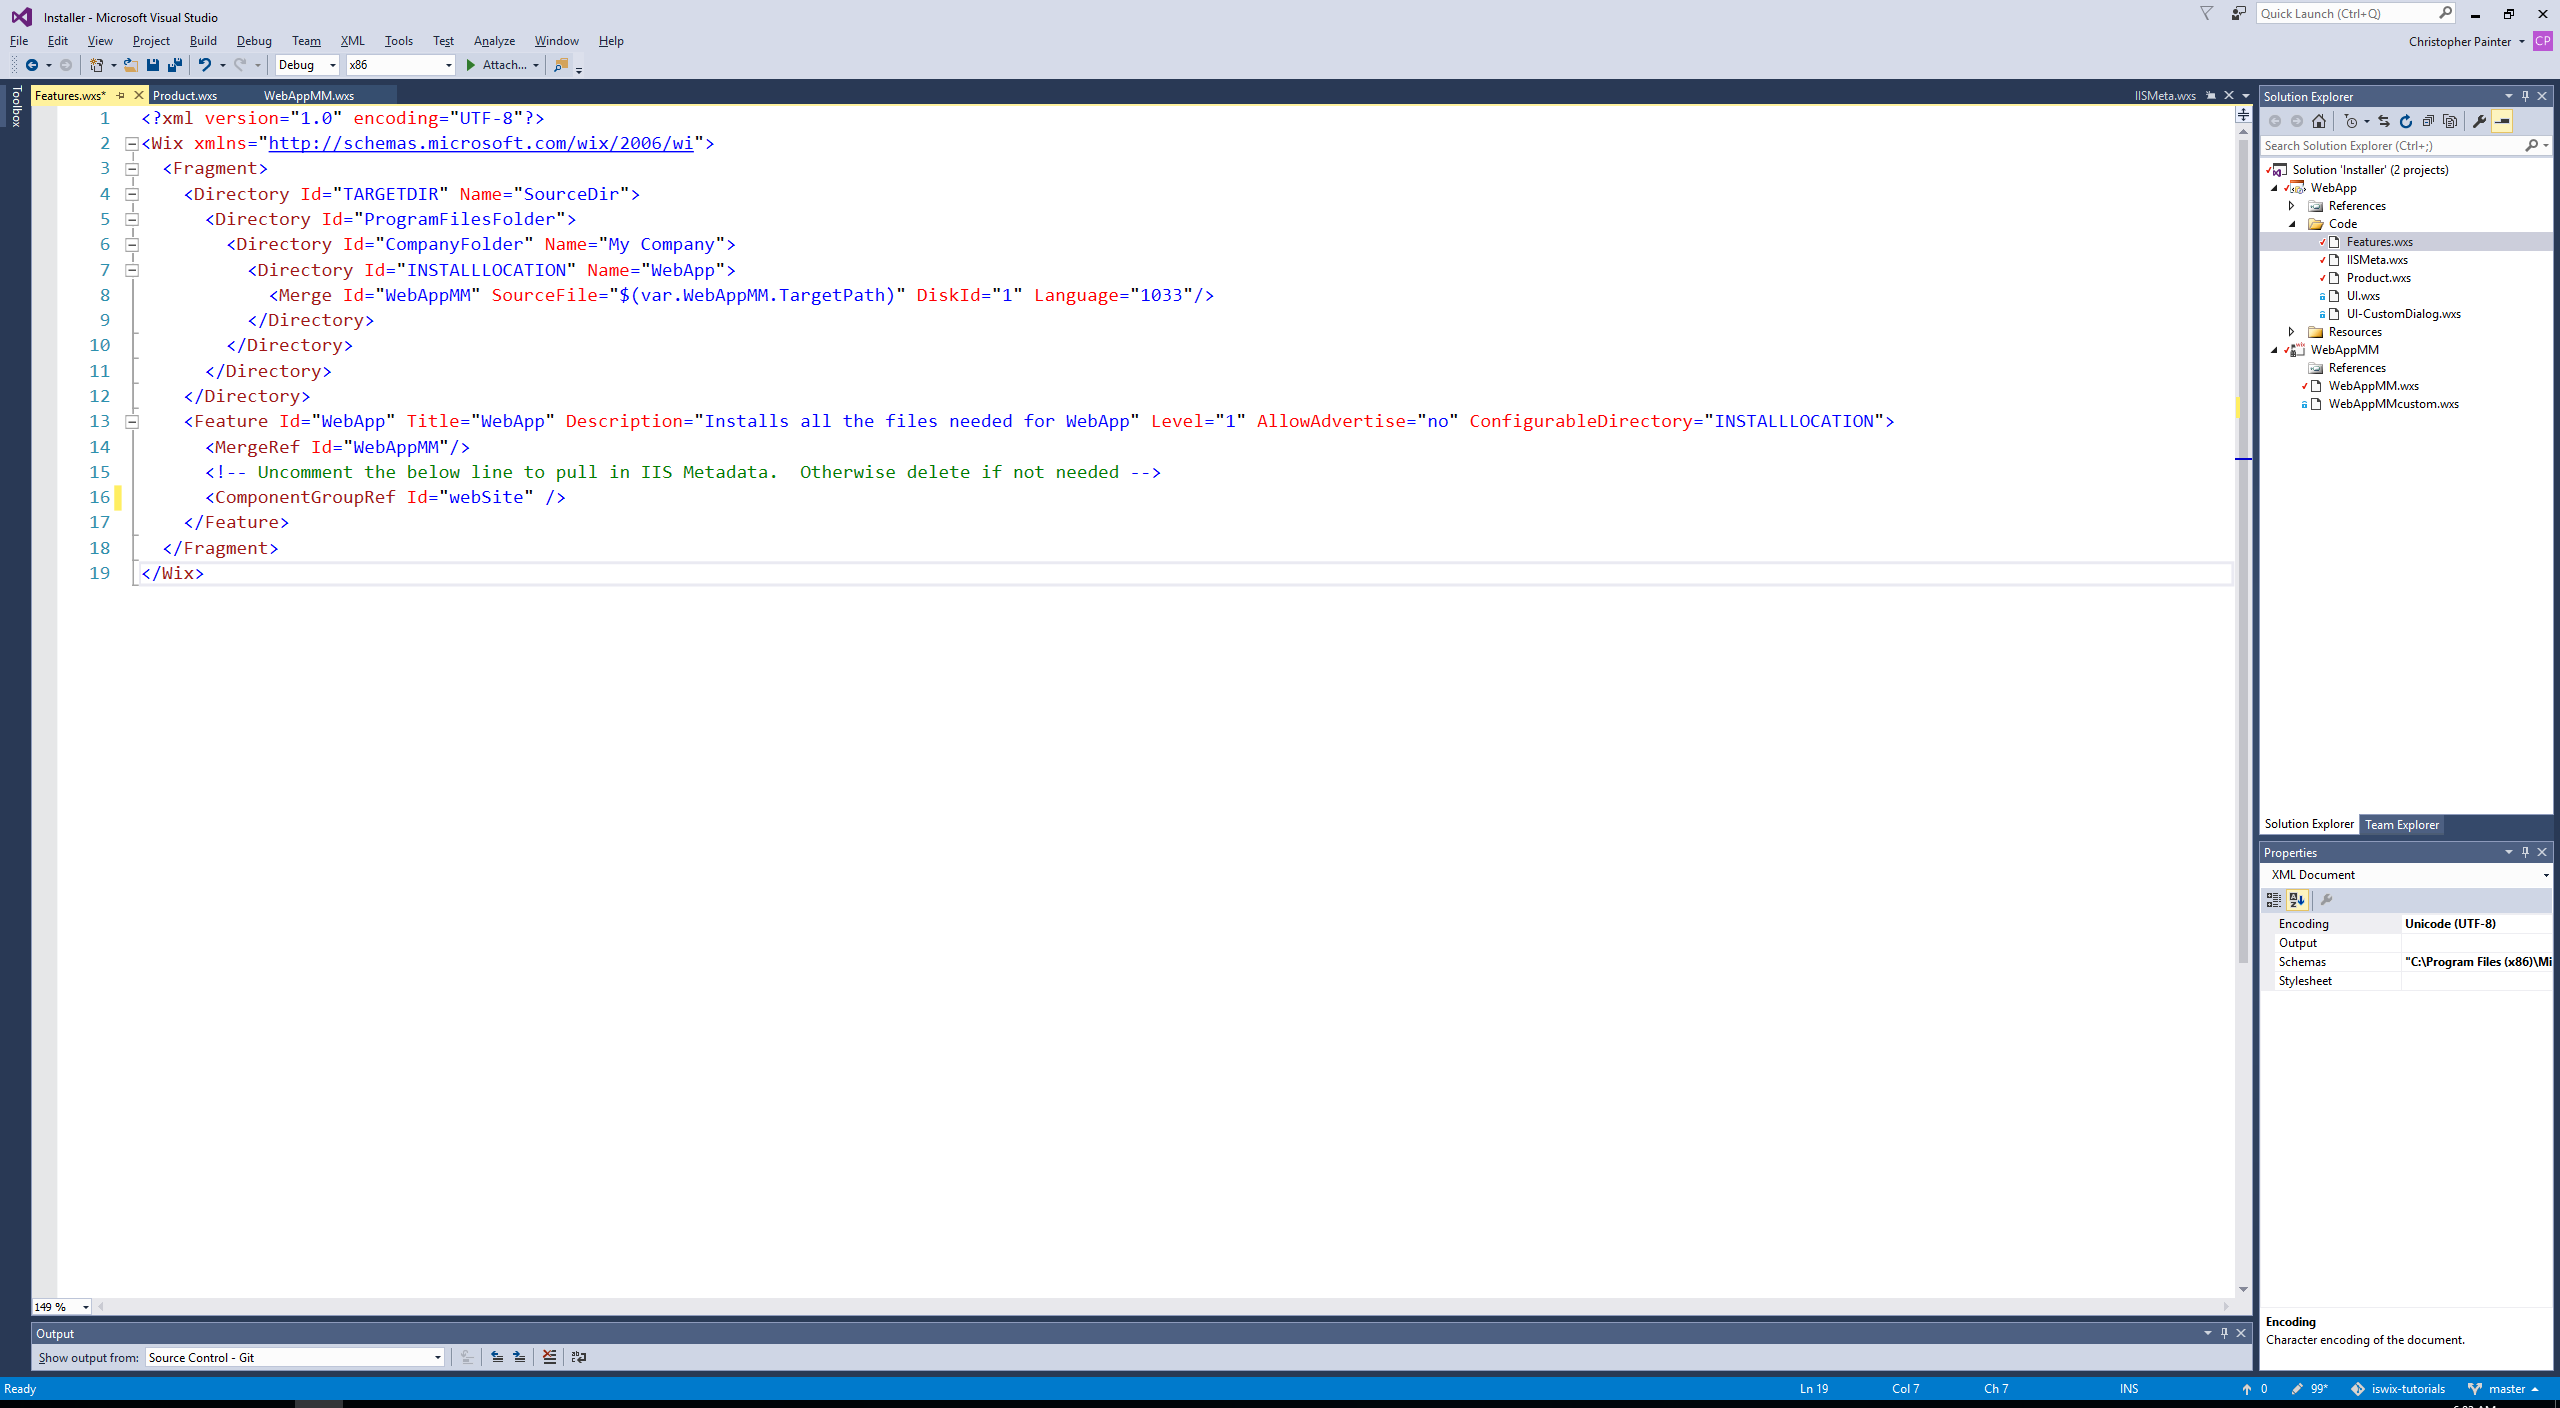 Installer - Microsoft Visual Studio
Quick Launch (Ctrl+Q)
File Edit View Project Build Debug Team XML Tools Test Analyze Window Help
Christopher Painter CP
Debug x86 Attach...
Toolbox
Features.wxs* Product.wxs WebAppMM.wxs IISMeta.wxs
1 <?xml version="1.0" encoding="UTF-8"?>
2 <Wix xmlns="http://schemas.microsoft.com/wix/2006/wi">
3 <Fragment>
4 <Directory Id="TARGETDIR" Name="SourceDir">
5 <Directory Id="ProgramFilesFolder">
6 <Directory Id="CompanyFolder" Name="My Company">
7 <Directory Id="INSTALLLOCATION" Name="WebApp">
8 <Merge Id="WebAppMM" SourceFile="$(var.WebAppMM.TargetPath)" DiskId="1" Language="1033"/>
9 </Directory>
10 </Directory>
11 </Directory>
12 </Directory>
13 <Feature Id="WebApp" Title="WebApp" Description="Installs all the files needed for WebApp" Level="1" AllowAdvertise="no" ConfigurableDirectory="INSTALLLOCATION">
14 <MergeRef Id="WebAppMM"/>
15 <!-- Uncomment the below line to pull in IIS Metadata.  Otherwise delete if not needed -->
16 <ComponentGroupRef Id="webSite" />
17 </Feature>
18 </Fragment>
19 </Wix>
149 %
Output
Show output from: Source Control - Git
Solution Explorer
Search Solution Explorer (Ctrl+;)
Solution 'Installer' (2 projects)
WebApp
References
Code
Features.wxs
IISMeta.wxs
Product.wxs
UI.wxs
UI-CustomDialog.wxs
Resources
WebAppMM
References
WebAppMM.wxs
WebAppMMcustom.wxs
Solution Explorer Team Explorer
Properties
XML Document
Encoding Unicode (UTF-8)
Output
Schemas "C:\Program Files (x86)\Mi
Stylesheet
Encoding
Character encoding of the document.
Ready Ln 19 Col 7 Ch 7 INS 0 99* iswix-tutorials master